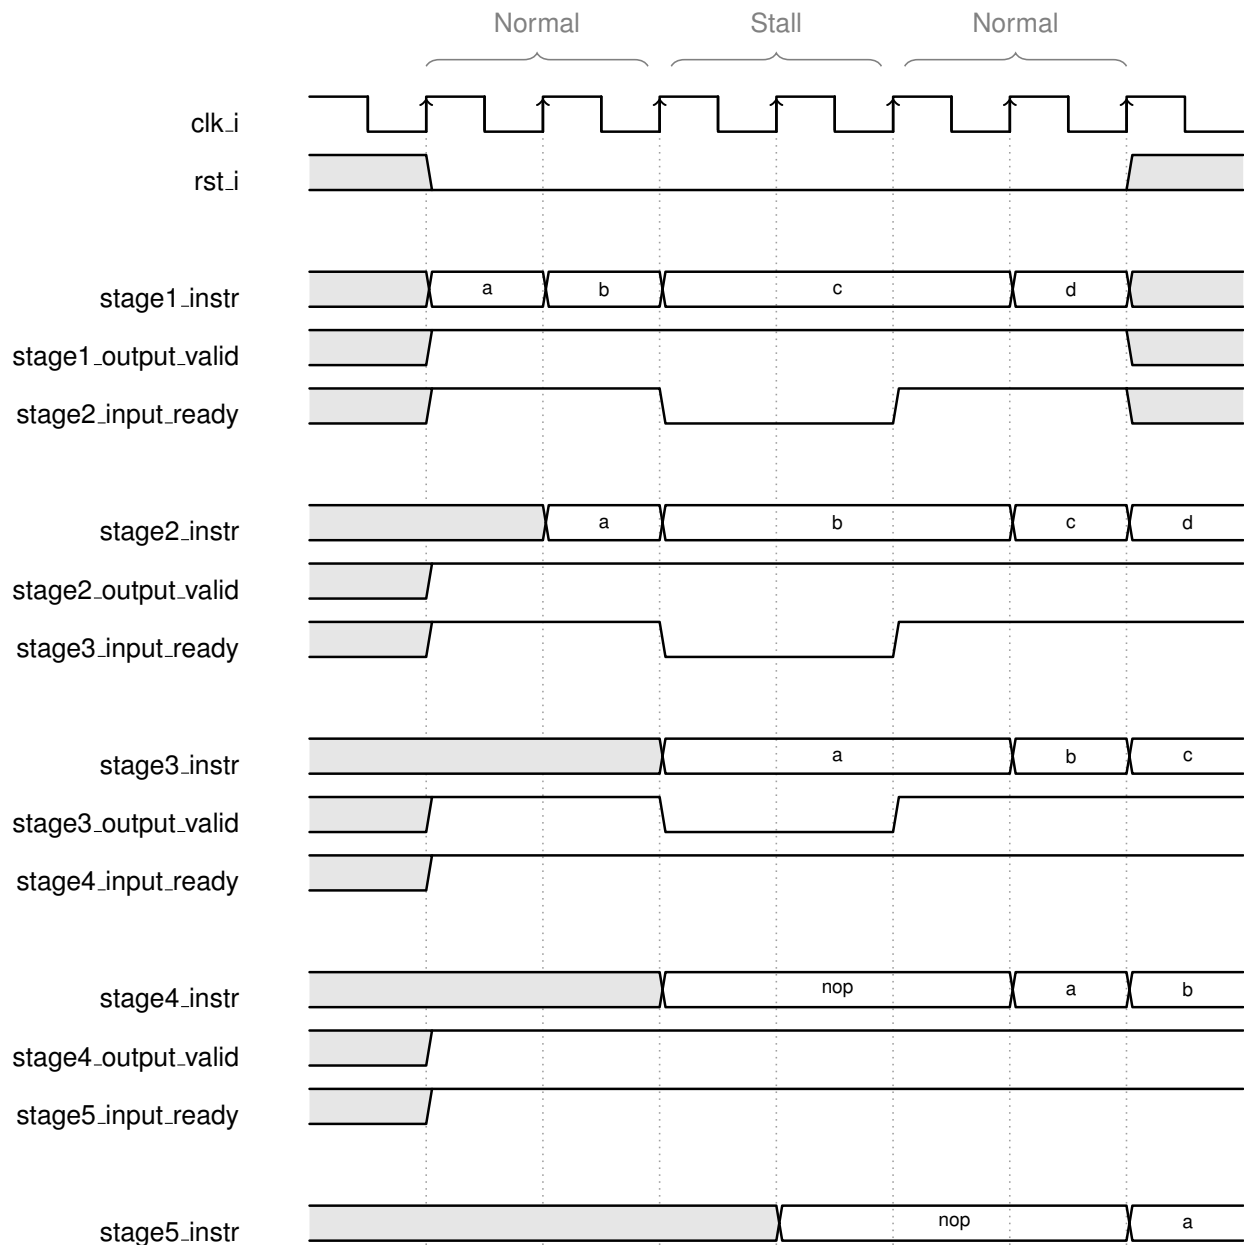 Normal Stall Normal
clk_i
rst_i
stage1_instr a b c d
stage1_output_valid
stage2_input_ready
stage2_instr a b c d
stage2_output_valid
stage3_input_ready
stage3_instr a b c
stage3_output_valid
stage4_input_ready
stage4_instr nop a b
stage4_output_valid
stage5_input_ready
stage5_instr nop a